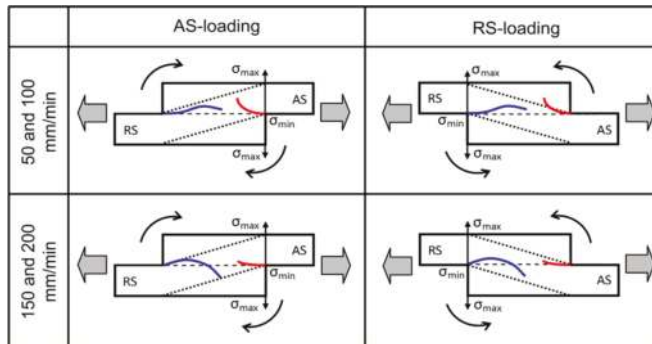 AS-loading RS-loading
50 and 100 mm/min
σmax σmax
AS RS
RS σmin σmin AS
σmax σmax
150 and 200 mm/min
σmax σmax
AS RS
RS σmin σmin AS
σmax σmax